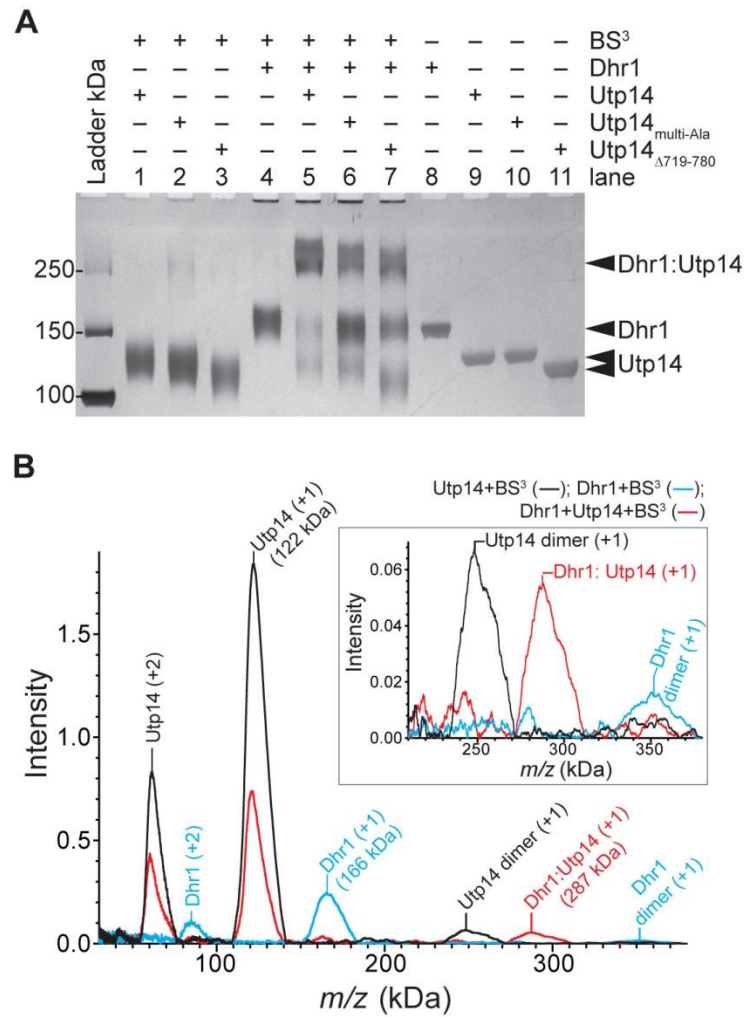 A
+ + + + + + + − − − − BS³
− − − + + + + + − − − Dhr1
+ − − − + − − − + − − Utp14
− + − − − + − − − + − Utp14 multi-Ala
− − + − − − + − − − + Utp14 Δ719-780
Ladder kDa 1 2 3 4 5 6 7 8 9 10 11 lane
250 Dhr1:Utp14
150 Dhr1
Utp14
100
B
Utp14+BS³ (—); Dhr1+BS³ (—);
Dhr1+Utp14+BS³ (—)
Utp14 (+2)
Utp14 (+1)
(122 kDa)
Dhr1 (+2)
Dhr1 (+1)
(166 kDa)
Utp14 dimer (+1)
Dhr1:Utp14 (+1)
(287 kDa)
Dhr1
dimer (+1)
Intensity
1.5
1.0
0.5
0.0
100 200 300
m/z (kDa)
Utp14 dimer (+1)
Dhr1: Utp14 (+1)
Dhr1
dimer (+1)
Intensity
0.06
0.04
0.02
0.00
250 300 350
m/z (kDa)